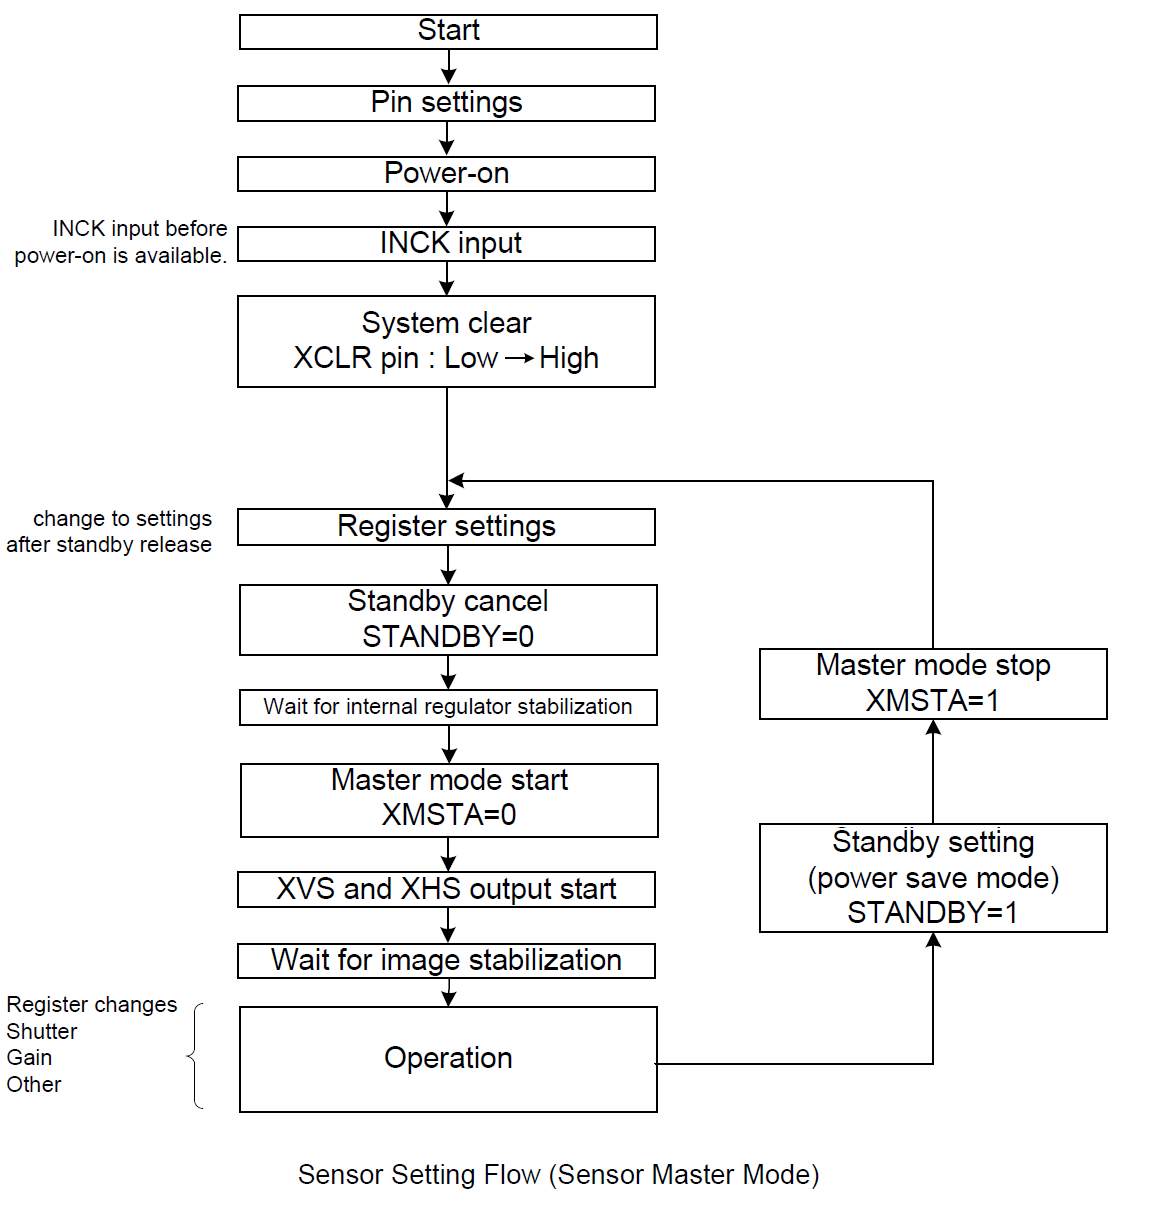 Start
Pin settings
Power-on
INCK input before
power-on is available.
INCK input
System clear
XCLR pin : Low → High
change to settings
after standby release
Register settings
Standby cancel
STANDBY=0
Wait for internal regulator stabilization
Master mode start
XMSTA=0
XVS and XHS output start
Wait for image stabilization
Register changes
Shutter
Gain
Other
Operation
Standby setting
(power save mode)
STANDBY=1
Master mode stop
XMSTA=1
Sensor Setting Flow (Sensor Master Mode)